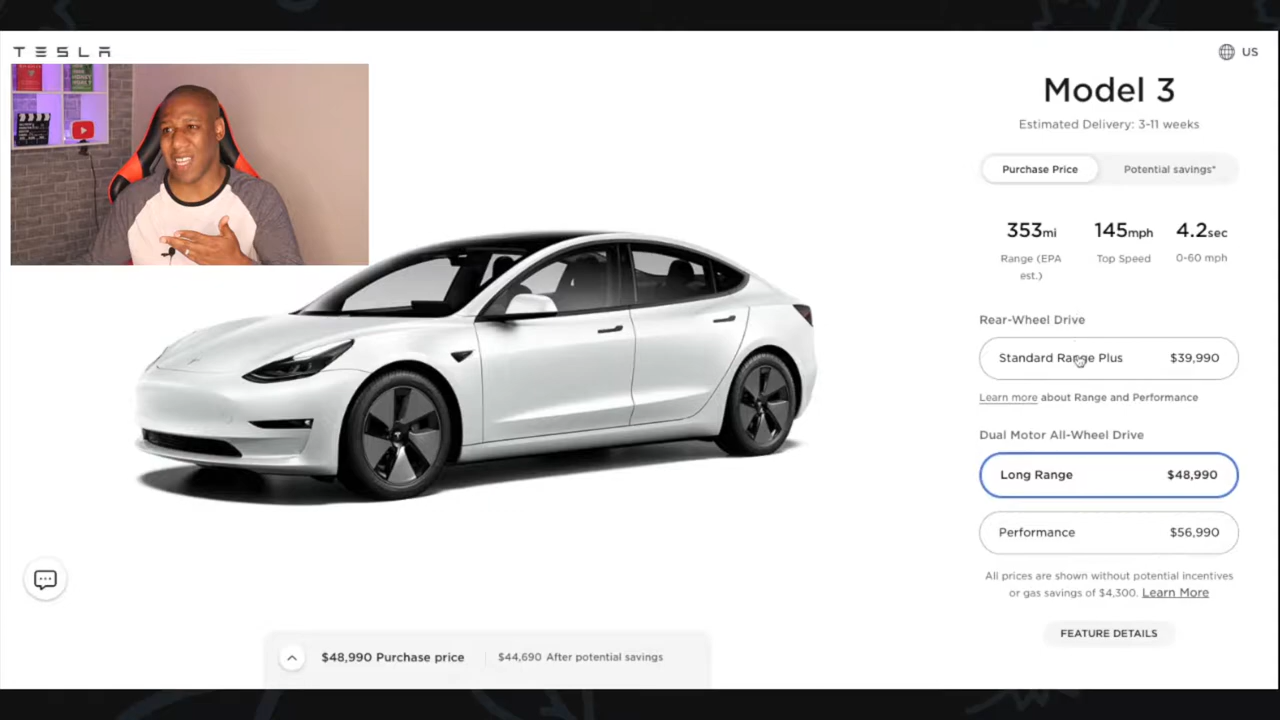 TESLA
US
Model 3
Estimated Delivery: 3-11 weeks
Purchase Price
Potential savings*
353mi
145mph
4.2sec
Range (EPA est.)
Top Speed
0-60 mph
Rear-Wheel Drive
Standard Range Plus $39,990
Learn more about Range and Performance
Dual Motor All-Wheel Drive
Long Range $48,990
Performance $56,990
All prices are shown without potential incentives
or gas savings of $4,300. Learn More
FEATURE DETAILS
$48,990 Purchase price
$44,690 After potential savings